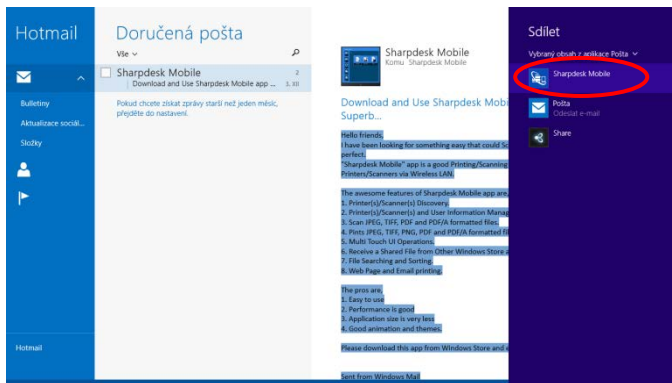 Hotmail
Bulletiny
Aktualizace sociál...
Složky
Hotmail
Doručená pošta
Vše
Sharpdesk Mobile 2
Download and Use Sharpdesk Mobile app ... 3. 10
Pokud chcete získat zprávy starší než jeden měsíc,
přejděte do nastavení.
Sharpdesk Mobile
Komu Sharpdesk Mobile
Download and Use Sharpdesk Mobi
Superb...
Hello friends,
I have been looking for something easy that could Sc
perfect.
"Sharpdesk Mobile" app is a good Printing/Scanning
Printers/Scanners via Wireless LAN.
The awesome features of Sharpdesk Mobile app are,
1. Printer(s)/Scanner(s) Discovery.
2. Printer(s)/Scanner(s) and User Information Manag
3. Scan JPEG, TIFF, PDF and PDF/A formatted files.
4. Pints JPEG, TIFF, PNG, PDF and PDF/A formatted fil
5. Multi Touch UI Operations.
6. Receive a Shared File from Other Windows Store a
7. File Searching and Sorting.
8. Web Page and Email printing.
The pros are,
1. Easy to use
2. Performance is good
3. Application size is very less
4. Good animation and themes.
Please download this app from Windows Store and
Sent from Windows Mail
Sdílet
Vybraný obsah z aplikace Pošta
Sharpdesk Mobile
Pošta
Odeslat e-mail
Share